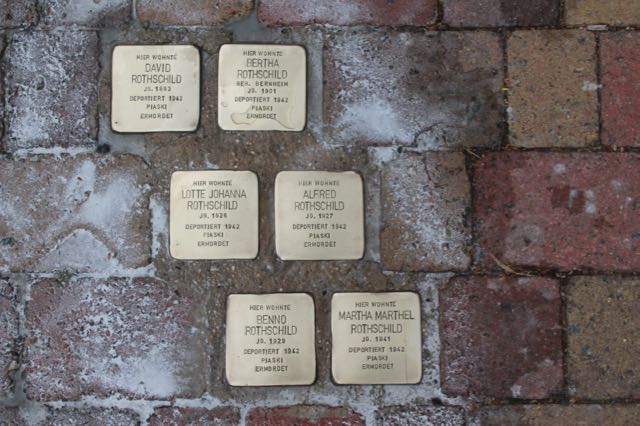 HIER WOHNTE
DAVID
ROTHSCHILD
JG. 1893
DEPORTIERT 1942
PIASKI
ERMORDET
HIER WOHNTE
BERTHA
ROTHSCHILD
GEB. BERNHEIM
JG. 1901
DEPORTIERT 1942
PIASKI
ERMORDET
HIER WOHNTE
LOTTE JOHANNA
ROTHSCHILD
JG. 1926
DEPORTIERT 1942
PIASKI
ERMORDET
HIER WOHNTE
ALFRED
ROTHSCHILD
JG. 1927
DEPORTIERT 1942
PIASKI
ERMORDET
HIER WOHNTE
BENNO
ROTHSCHILD
JG. 1929
DEPORTIERT 1942
PIASKI
ERMORDET
HIER WOHNTE
MARTHA MARTHEL
ROTHSCHILD
JG. 1941
DEPORTIERT 1942
PIASKI
ERMORDET